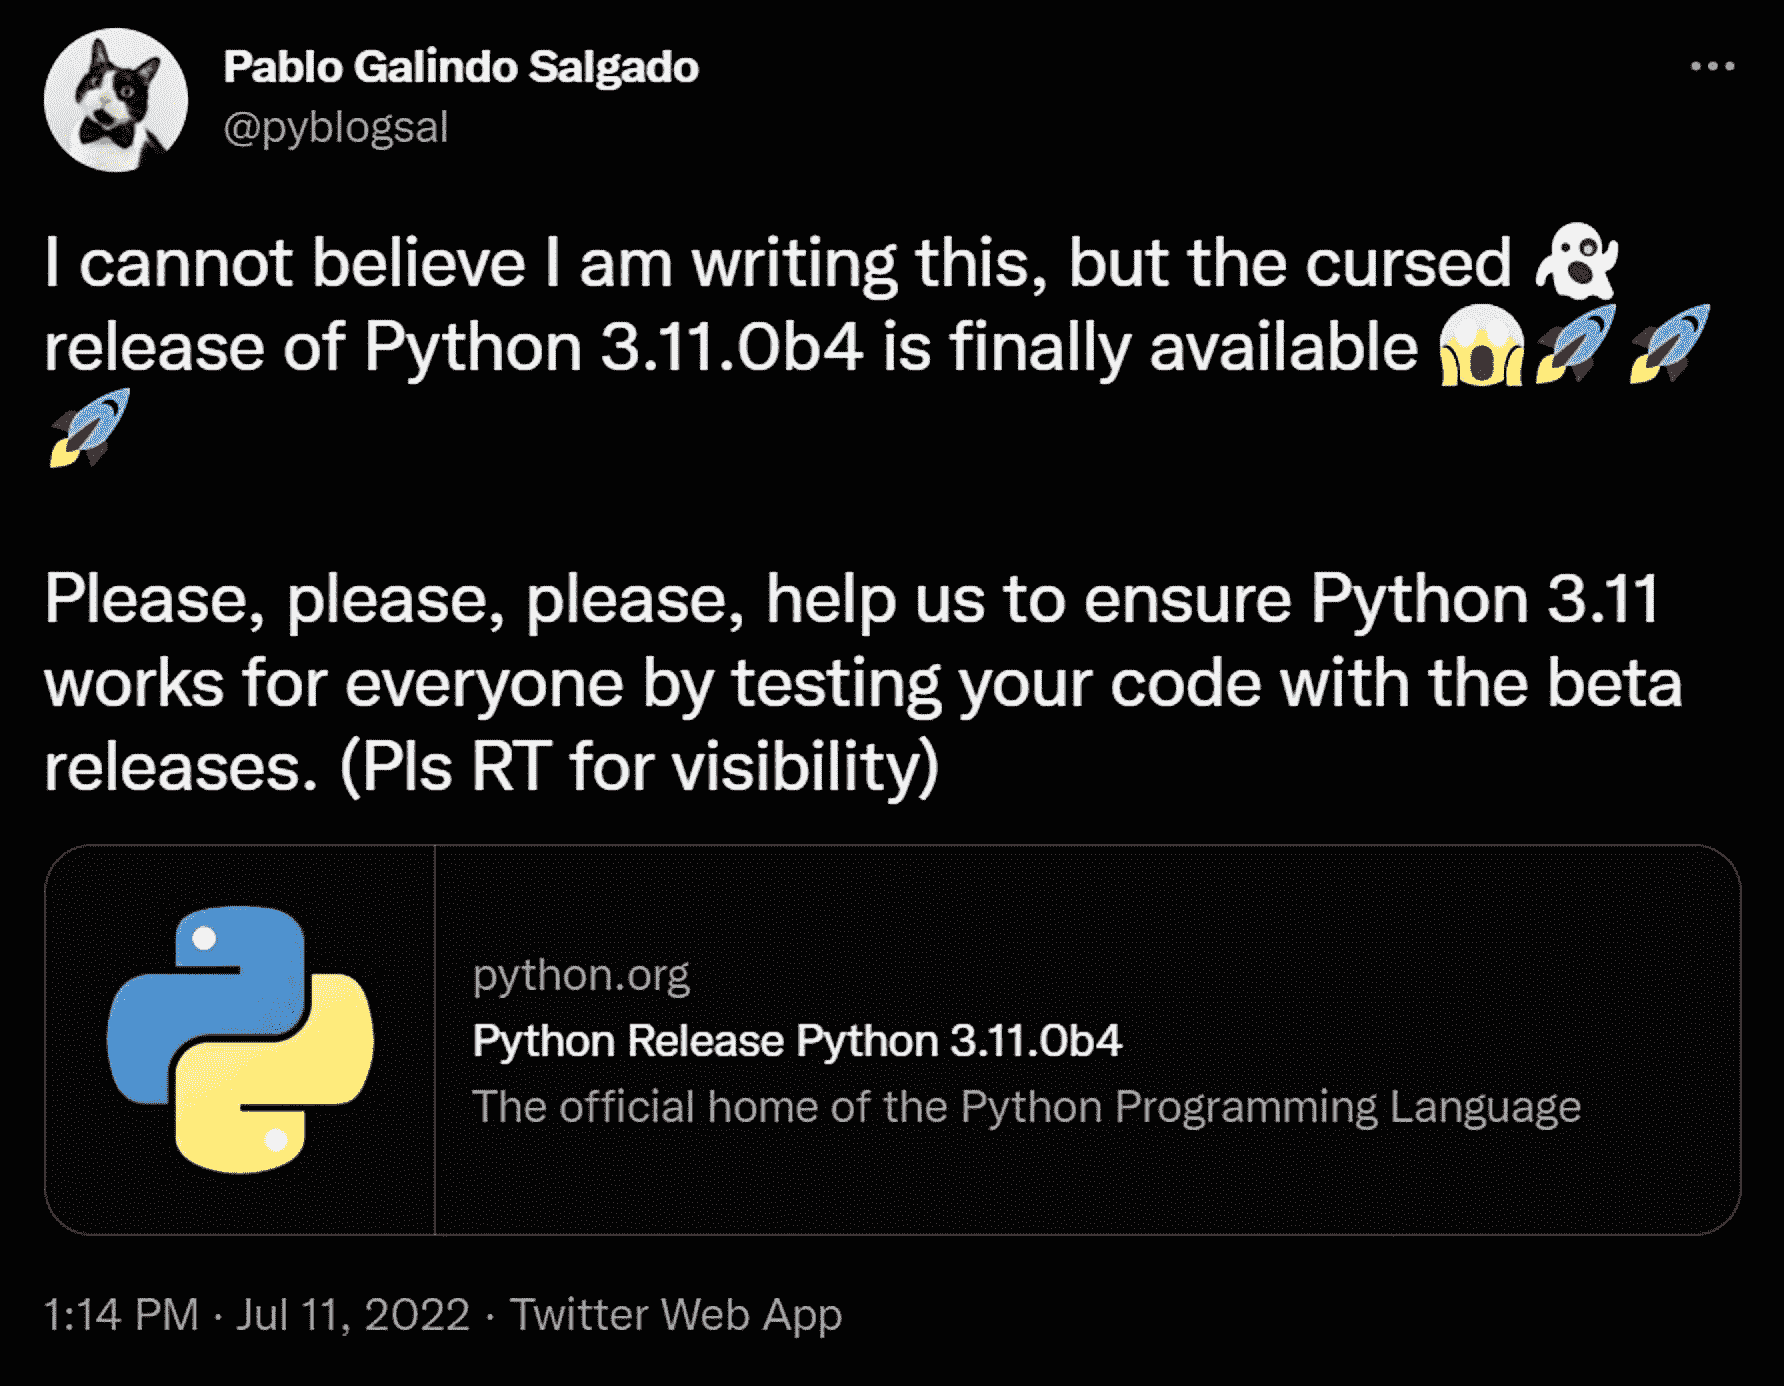 Pablo Galindo Salgado
@pyblogsal
I cannot believe I am writing this, but the cursed 👻
release of Python 3.11.0b4 is finally available 😱🚀🚀
🚀
Please, please, please, help us to ensure Python 3.11
works for everyone by testing your code with the beta
releases. (Pls RT for visibility)
python.org
Python Release Python 3.11.0b4
The official home of the Python Programming Language
1:14 PM · Jul 11, 2022 · Twitter Web App